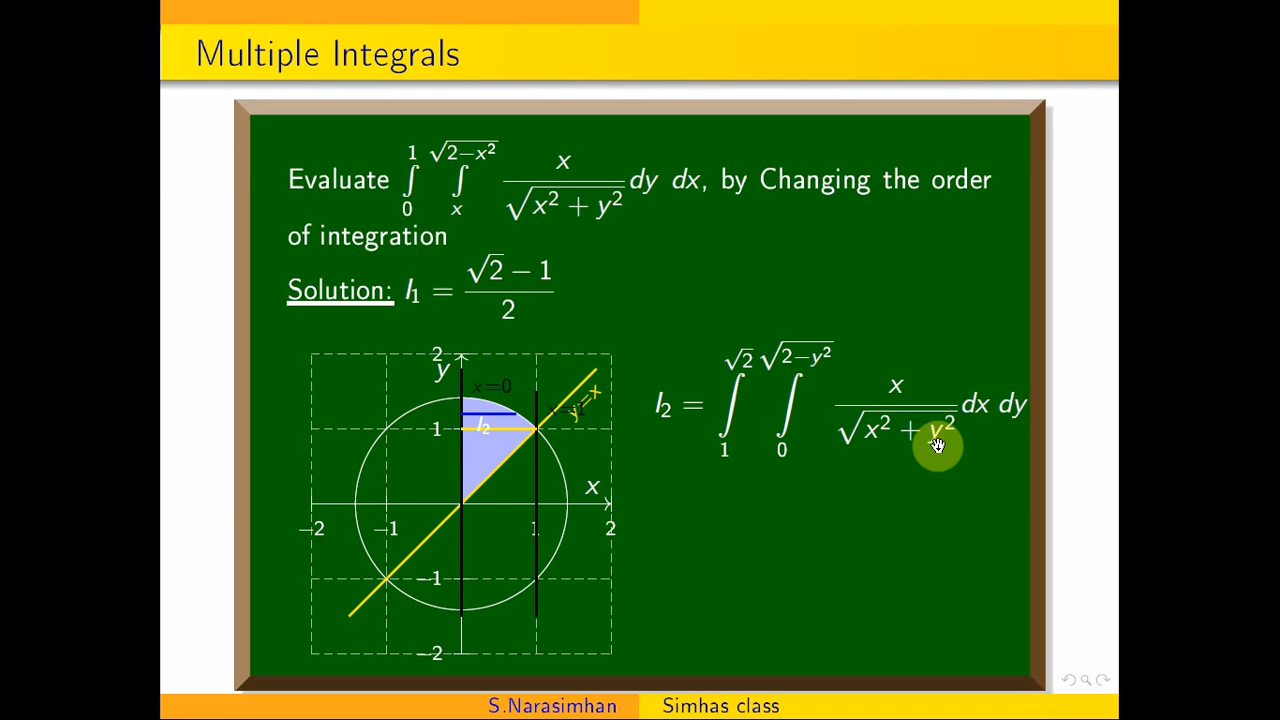 Multiple Integrals
Evaluate ∫₀¹ ∫ₓ^√(2−x²) x/√(x² + y²) dy dx, by Changing the order
of integration
Solution: I₁ = (√2 − 1)/2
2
y
x=0
y=x
1
I₂
x
−2
−1
1
2
−1
−2
I₂ = ∫₁^√2 ∫₀^√(2−y²) x/√(x² + y²) dx dy
S.Narasimhan
Simhas class